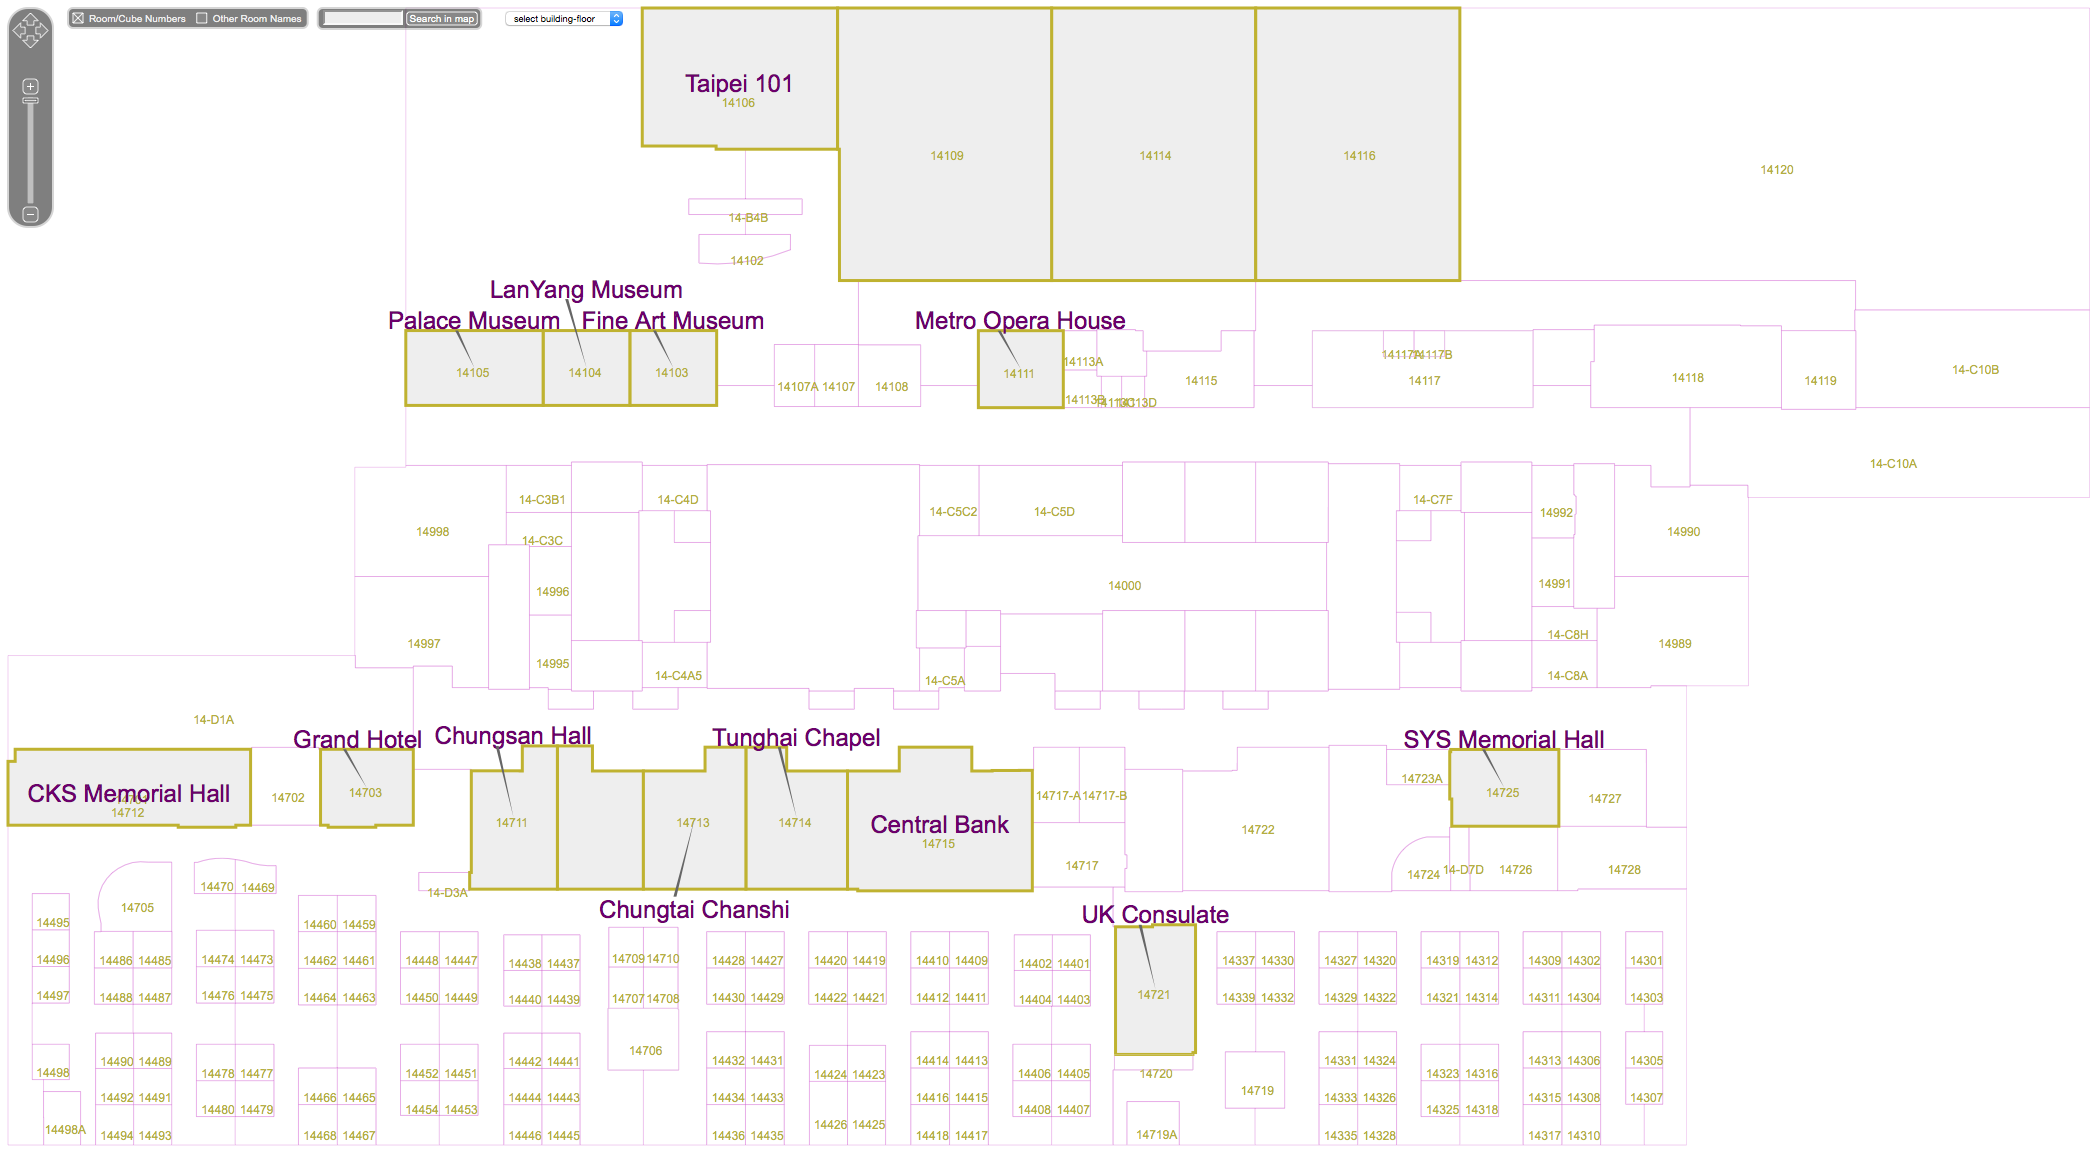 Room/Cube Numbers Other Room Names Search in map select building-floor
Taipei 101
14106
14109 14114 14116
14120
14-B4B
14102
LanYang Museum
Palace Museum Fine Art Museum Metro Opera House
14105 14104 14103 14111
14113A 14117A 14117B
14107A 14107 14108 14115 14117 14118 14119 14-C10B
14113B 14113C 14113D
14-C10A
14-C3B1 14-C4D 14-C5C2 14-C5D 14-C7F 14992
14998 14-C3C 14990
14996 14000 14991
14997 14995 14-C8H 14989
14-C4A5 14-C5A 14-C8A
14-D1A
Grand Hotel Chungsan Hall Tunghai Chapel SYS Memorial Hall
CKS Memorial Hall
14712
14702 14703 14717-A 14717-B 14723A 14725 14727
14711 14713 14714 Central Bank
14715
14722
14717 14724 14-D7D 14726 14728
14-D3A
Chungtai Chanshi UK Consulate
14470 14469
14705
14495 14460 14459
14496 14486 14485 14474 14473 14462 14461 14448 14447 14438 14437 14709 14710 14428 14427 14420 14419 14410 14409 14402 14401 14337 14330 14327 14320 14319 14312 14309 14302 14301
14497 14488 14487 14476 14475 14464 14463 14450 14449 14440 14439 14707 14708 14430 14429 14422 14421 14412 14411 14404 14403 14721 14339 14332 14329 14322 14321 14314 14311 14304 14303
14706
14490 14489 14442 14441 14432 14431 14414 14413 14331 14324 14313 14306 14305
14498 14478 14477 14452 14451 14424 14423 14406 14405 14720 14323 14316
14719
14492 14491 14466 14465 14444 14443 14434 14433 14416 14415 14333 14326 14315 14308 14307
14480 14479 14454 14453 14408 14407 14325 14318
14426 14425
14498A 14494 14493 14468 14467 14446 14445 14436 14435 14418 14417 14719A 14335 14328 14317 14310